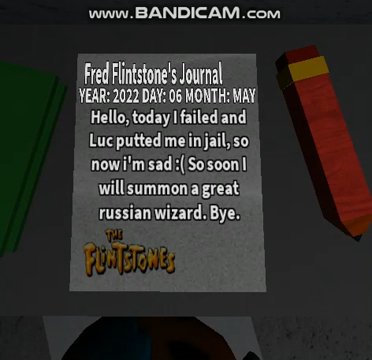 www.BANDICAM.com
Fred Flintstone's Journal
YEAR: 2022 DAY: 06 MONTH: MAY
Hello, today I failed and
Luc putted me in jail, so
now i'm sad :( So soon I
will summon a great
russian wizard. Bye.
THE
FLiNTSTONES